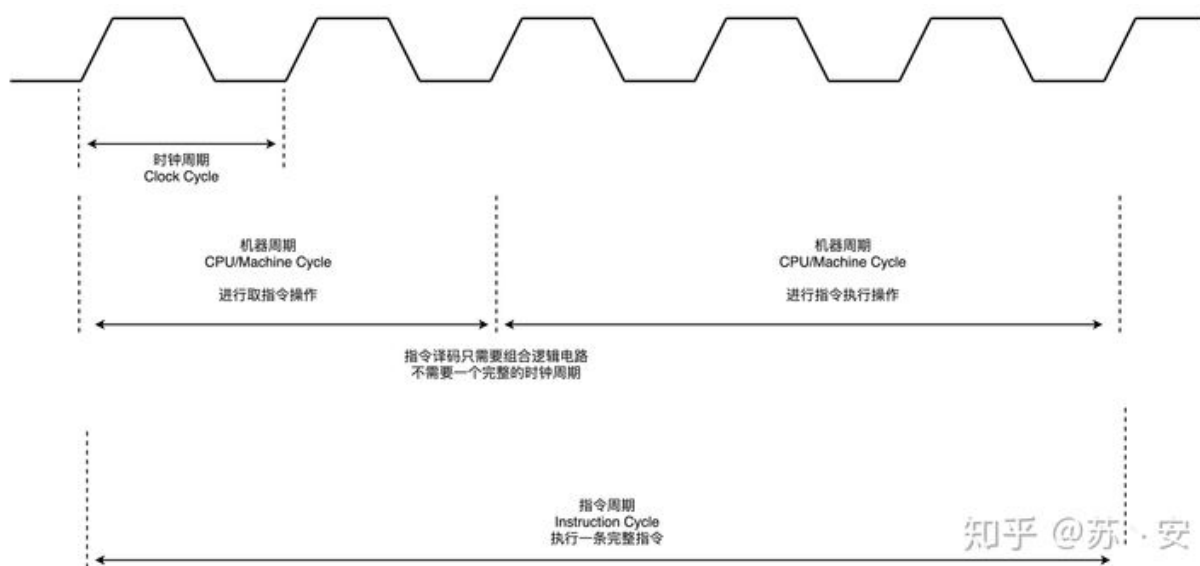 时钟周期
Clock Cycle
机器周期
CPU/Machine Cycle
进行取指令操作
机器周期
CPU/Machine Cycle
进行指令执行操作
指令译码只需要组合逻辑电路
不需要一个完整的时钟周期
指令周期
Instruction Cycle
执行一条完整指令
知乎 @苏丶安